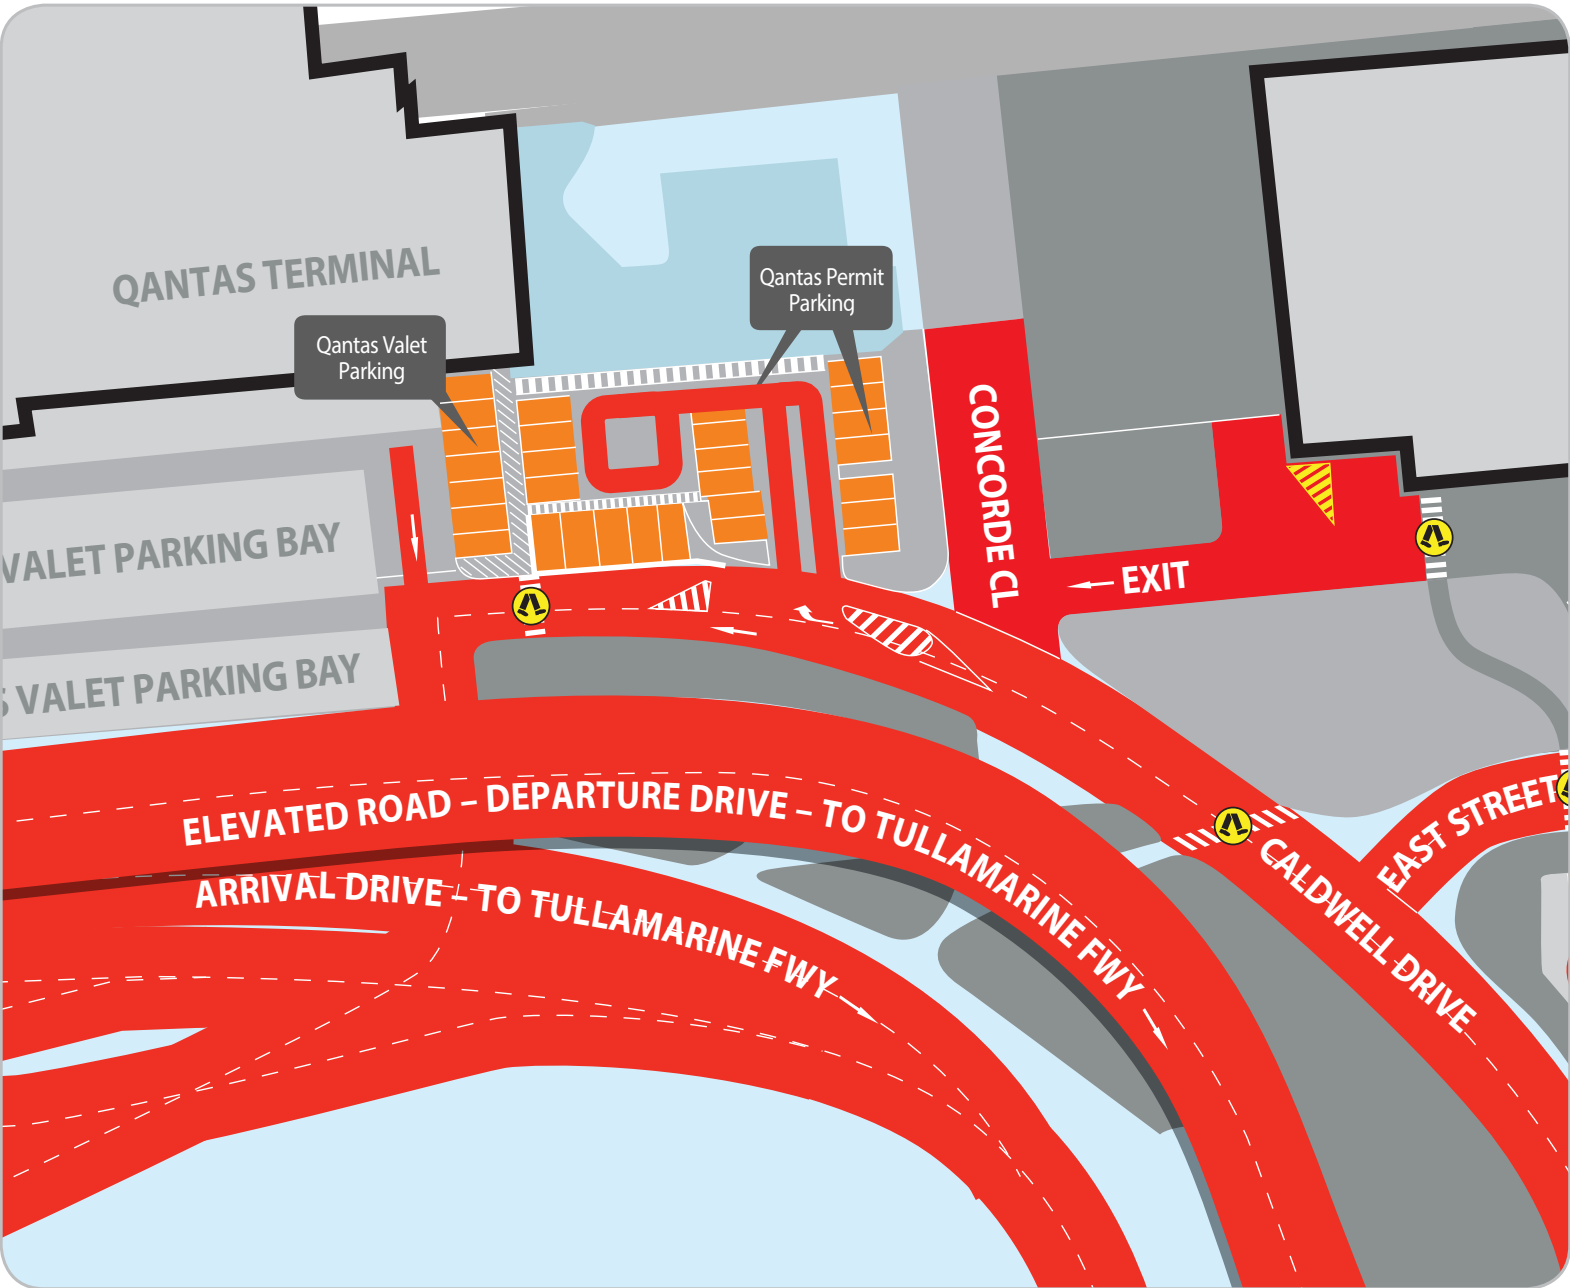 QANTAS TERMINAL
Qantas Permit
Parking
Qantas Valet
Parking
CONCORDE CL
VALET PARKING BAY
EXIT
VALET PARKING BAY
ELEVATED ROAD – DEPARTURE DRIVE – TO TULLAMARINE FWY
EAST STREET
ARRIVAL DRIVE – TO TULLAMARINE FWY
CALDWELL DRIVE